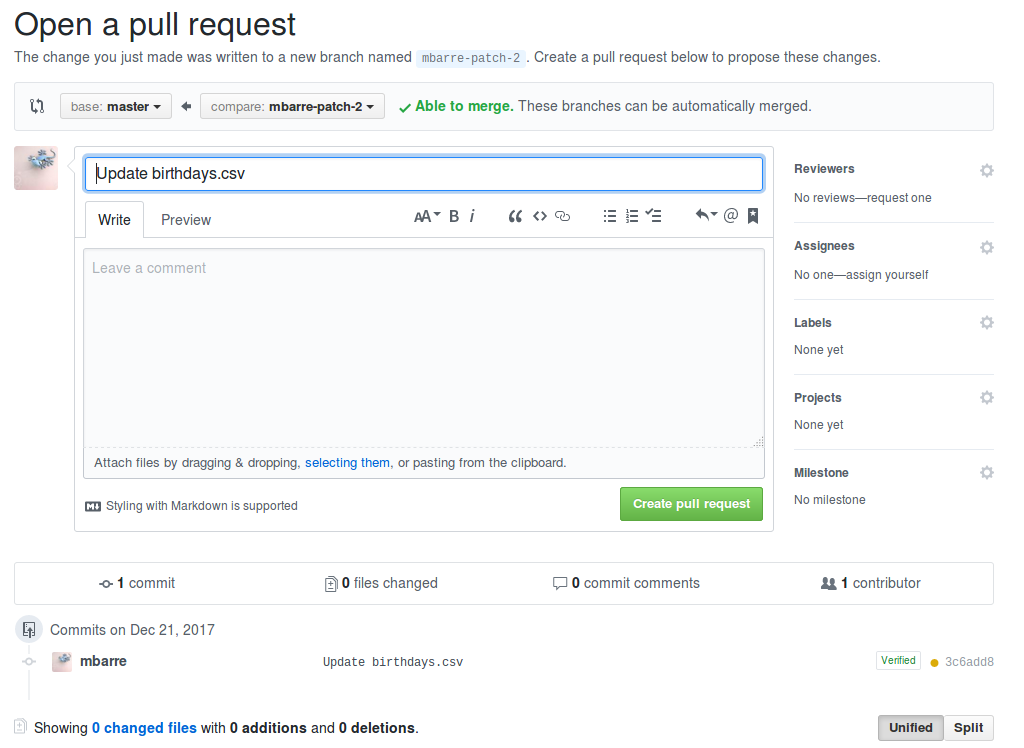 Open a pull request
The change you just made was written to a new branch named mbarre-patch-2 . Create a pull request below to propose these changes.
base: master compare: mbarre-patch-2 Able to merge. These branches can be automatically merged.
Update birthdays.csv
Write Preview AA B i
Leave a comment
Attach files by dragging & dropping, selecting them, or pasting from the clipboard.
Styling with Markdown is supported
Create pull request
Reviewers
No reviews—request one
Assignees
No one—assign yourself
Labels
None yet
Projects
None yet
Milestone
No milestone
1 commit 0 files changed 0 commit comments 1 contributor
Commits on Dec 21, 2017
mbarre Update birthdays.csv Verified 3c6add8
Showing 0 changed files with 0 additions and 0 deletions. Unified Split